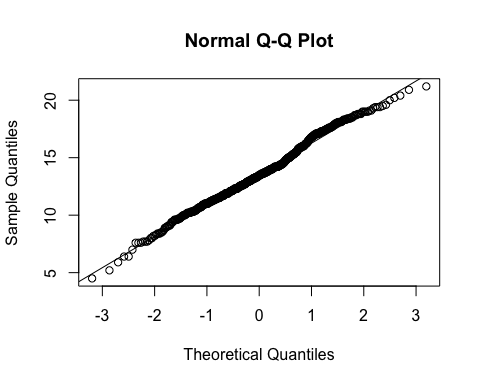 Normal Q-Q Plot
Sample Quantiles
20
15
10
5
-3 -2 -1 0 1 2 3
Theoretical Quantiles